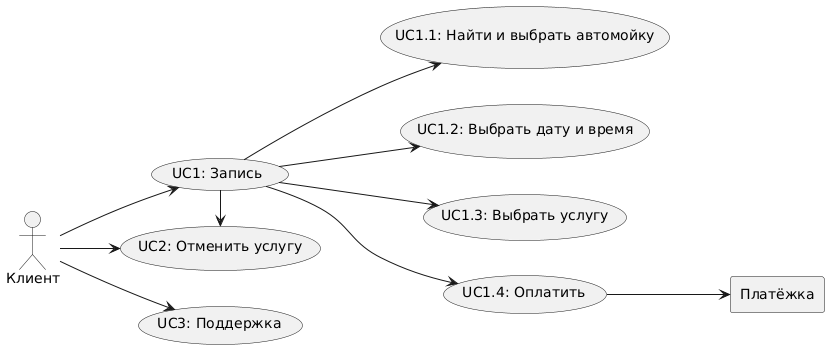 UC1.1: Найти и выбрать автомойку
UC1.2: Выбрать дату и время
UC1: Запись
UC1.3: Выбрать услугу
UC2: Отменить услугу
Клиент
UC1.4: Оплатить
Платёжка
UC3: Поддержка